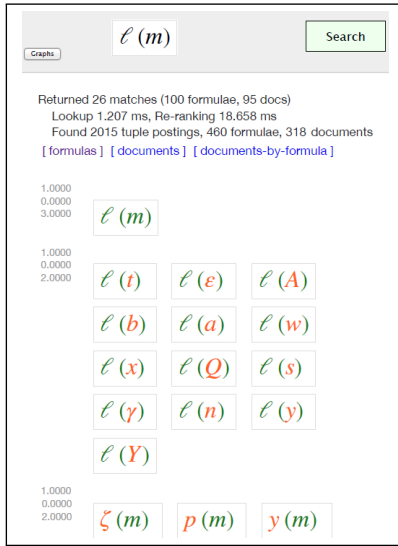 ℓ (m)
Search
Graphs
Returned 26 matches (100 formulae, 95 docs)
Lookup 1.207 ms, Re-ranking 18.658 ms
Found 2015 tuple postings, 460 formulae, 318 documents
[ formulas ] [ documents ] [ documents-by-formula ]
1.0000
0.0000
3.0000
ℓ (m)
1.0000
0.0000
2.0000
ℓ (t) ℓ (ε) ℓ (A)
ℓ (b) ℓ (a) ℓ (w)
ℓ (x) ℓ (Q) ℓ (s)
ℓ (γ) ℓ (n) ℓ (y)
ℓ (Y)
1.0000
0.0000
2.0000
ζ (m) p (m) y (m)